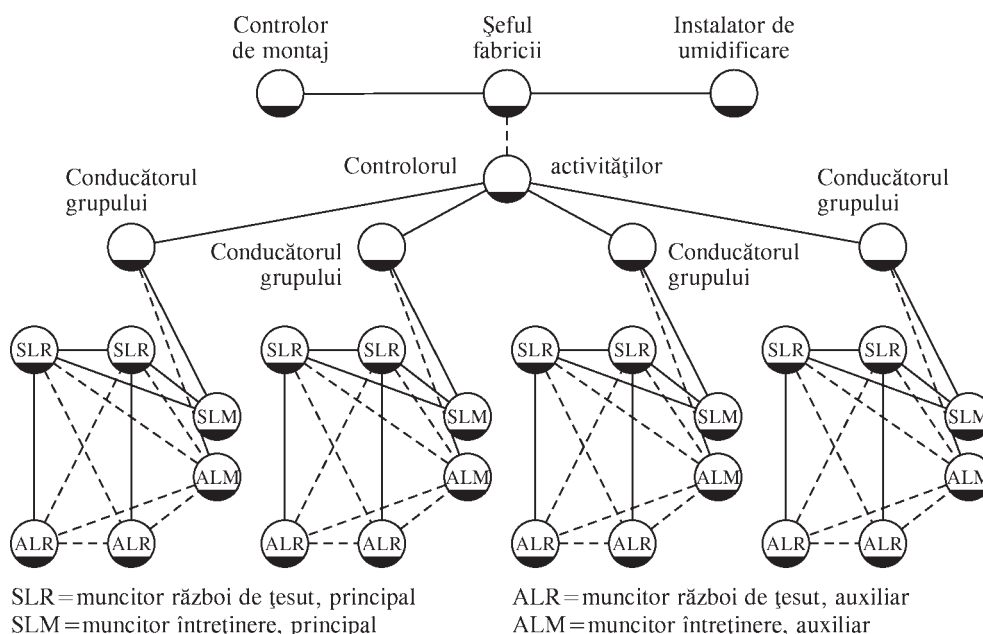 Controlor
de montaj
Şeful
fabricii
Instalator de
umidificare
Controlorul activităţilor
Conducătorul
grupului
Conducătorul
grupului
Conducătorul
grupului
Conducătorul
grupului
SLR SLR SLR SLR SLR SLR SLR SLR
SLM SLM SLM SLM
ALM ALM ALM ALM
ALR ALR ALR ALR ALR ALR ALR ALR
SLR=muncitor război de ţesut, principal
SLM=muncitor întreţinere, principal
ALR=muncitor război de ţesut, auxiliar
ALM=muncitor întreţinere, auxiliar